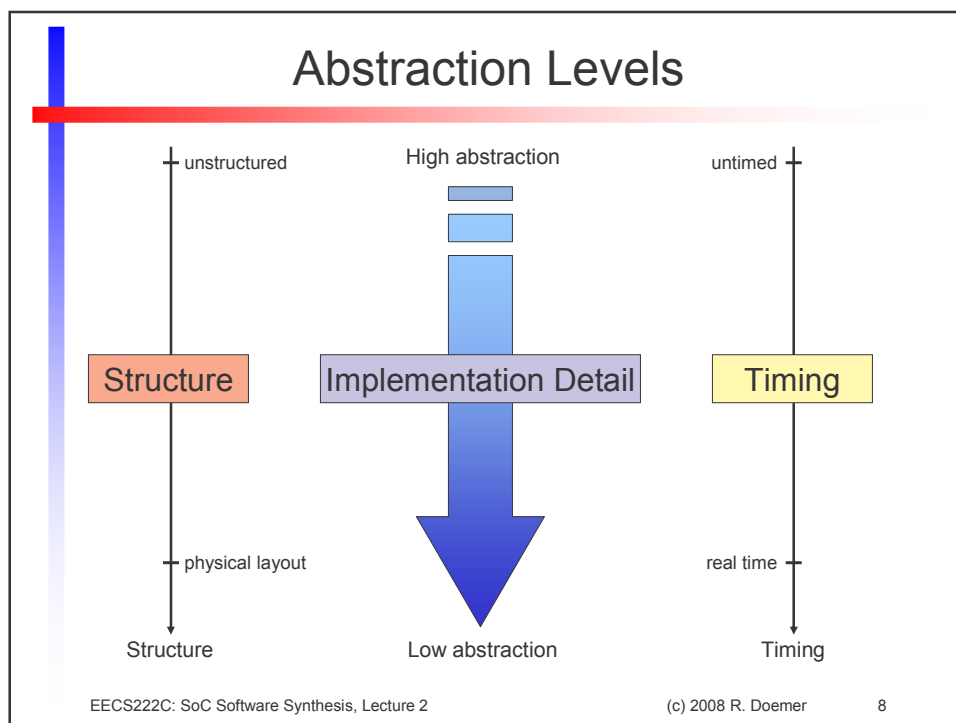 Abstraction Levels
unstructured
High abstraction
untimed
Structure
Implementation Detail
Timing
physical layout
real time
Structure
Low abstraction
Timing
EECS222C: SoC Software Synthesis, Lecture 2
(c) 2008 R. Doemer
8